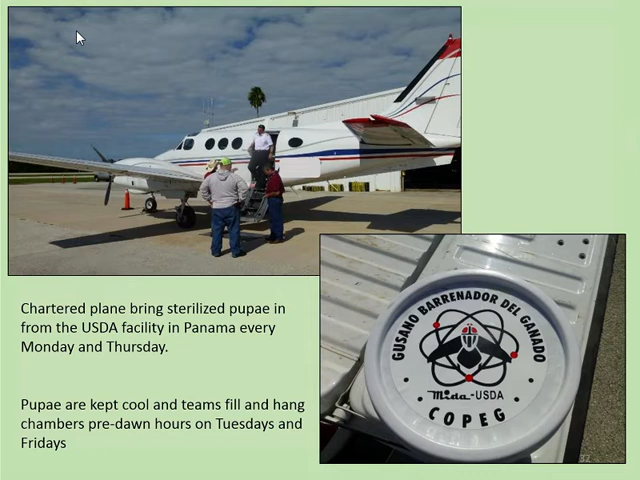 Chartered plane bring sterilized pupae in
from the USDA facility in Panama every
Monday and Thursday.
Pupae are kept cool and teams fill and hang
chambers pre-dawn hours on Tuesdays and
Fridays
GUSANO BARRENADOR DEL GANADO
Mida-USDA
COPEG
32